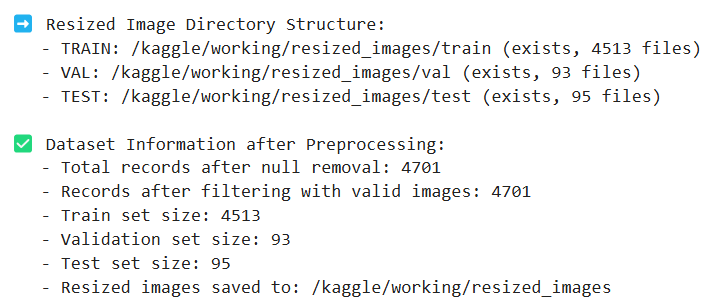 ➡️ Resized Image Directory Structure:
- TRAIN: /kaggle/working/resized_images/train (exists, 4513 files)
- VAL: /kaggle/working/resized_images/val (exists, 93 files)
- TEST: /kaggle/working/resized_images/test (exists, 95 files)
✅ Dataset Information after Preprocessing:
- Total records after null removal: 4701
- Records after filtering with valid images: 4701
- Train set size: 4513
- Validation set size: 93
- Test set size: 95
- Resized images saved to: /kaggle/working/resized_images